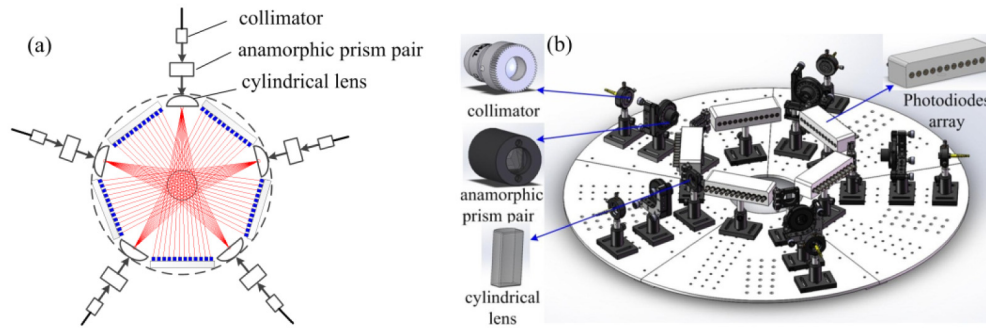 (a)
collimator
anamorphic prism pair
cylindrical lens
(b)
collimator
anamorphic
prism pair
cylindrical
lens
Photodiodes
array